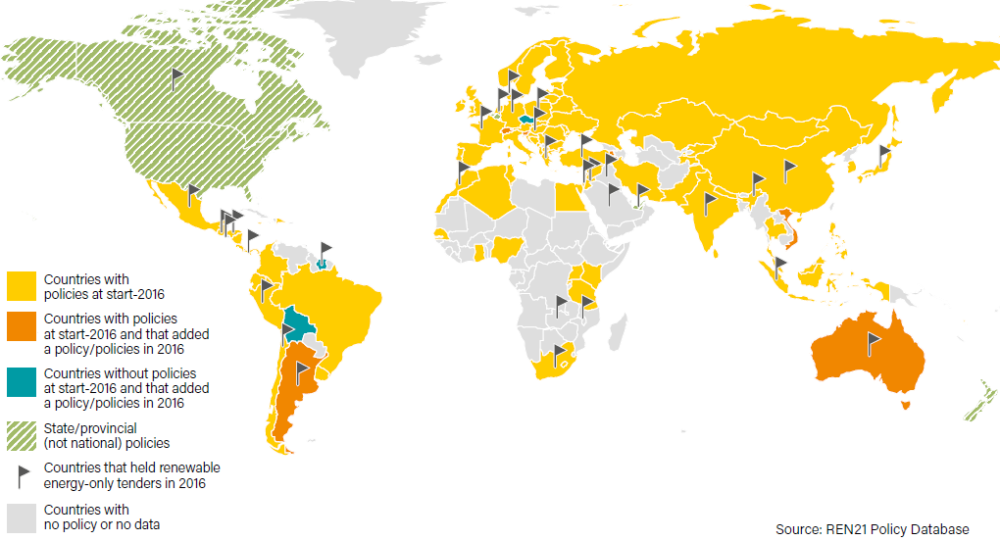 Countries with
policies at start-2016
Countries with policies
at start-2016 and that added
a policy/policies in 2016
Countries without policies
at start-2016 and that added
a policy/policies in 2016
State/provincial
(not national) policies
Countries that held renewable
energy-only tenders in 2016
Countries with
no policy or no data
Source: REN21 Policy Database